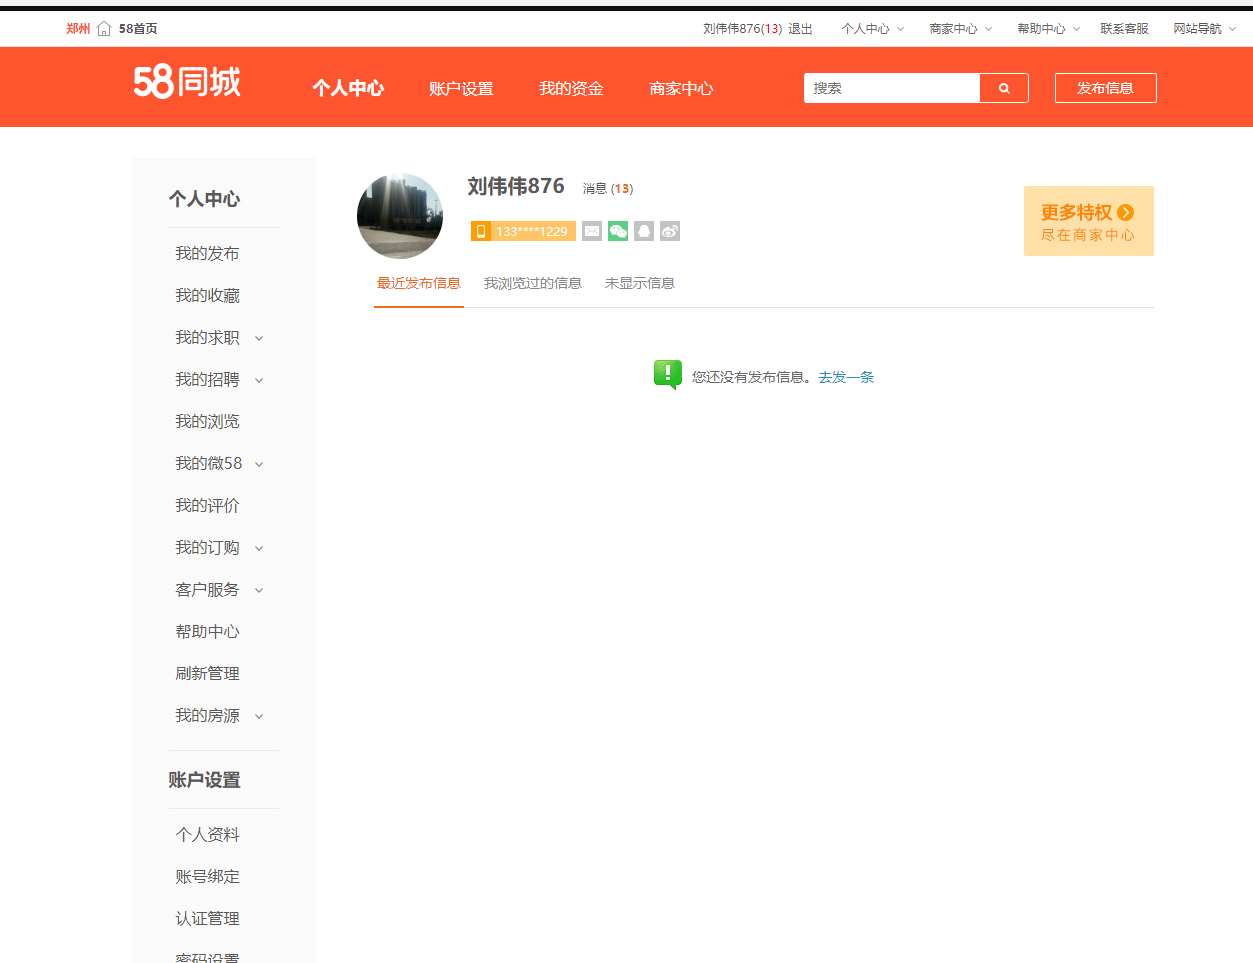 郑州 58首页 刘伟伟876(13) 退出 个人中心 商家中心 帮助中心 联系客服 网站导航
58同城 个人中心 账户设置 我的资金 商家中心 搜索 发布信息
个人中心
我的发布
我的收藏
我的求职
我的招聘
我的浏览
我的微58
我的评价
我的订购
客户服务
帮助中心
刷新管理
我的房源
账户设置
个人资料
账号绑定
认证管理
密码设置
刘伟伟876 消息 (13)
133****1229
更多特权
尽在商家中心
最近发布信息 我浏览过的信息 未显示信息
您还没有发布信息。去发一条